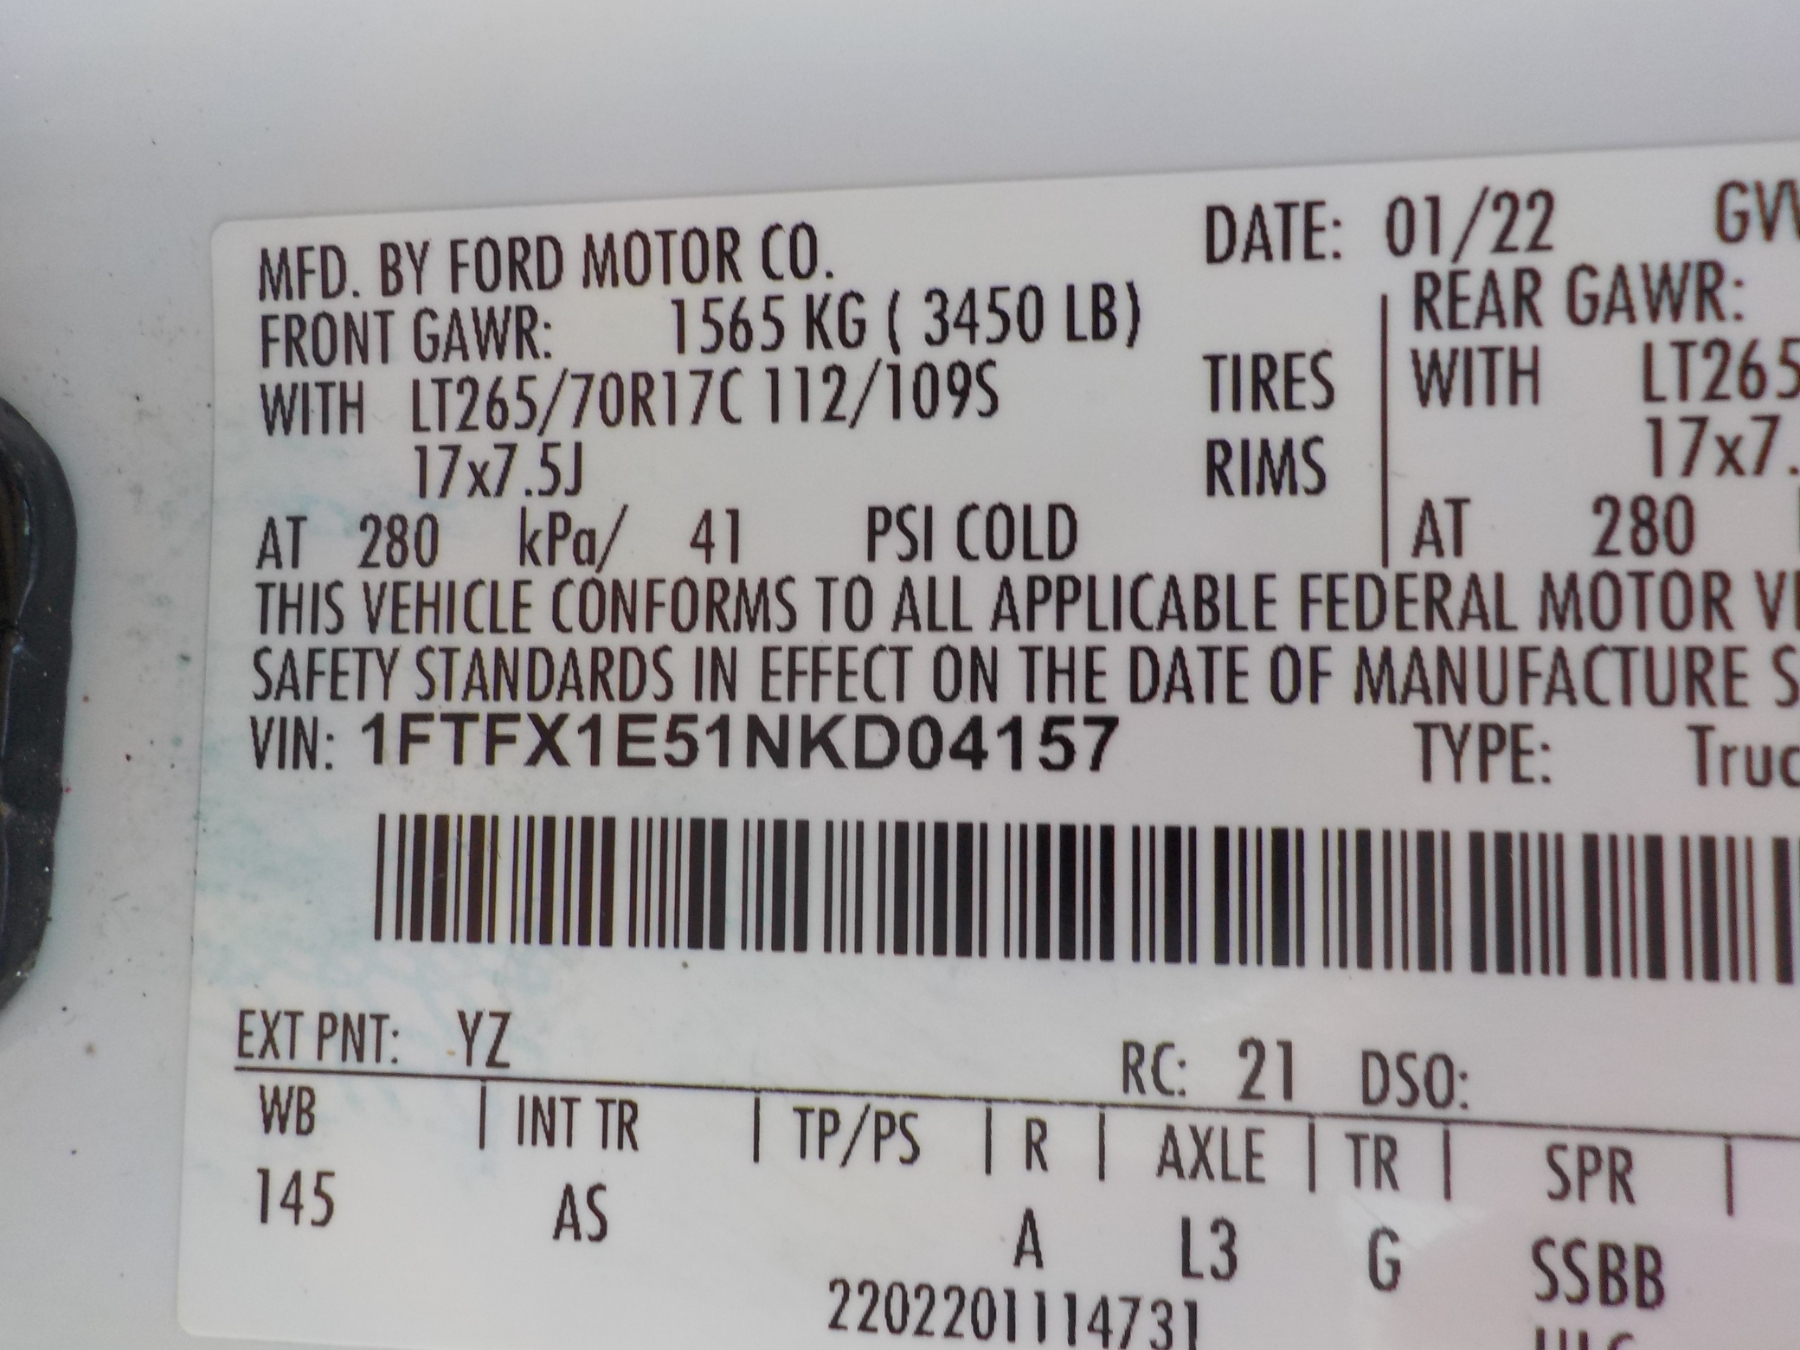 MFD. BY FORD MOTOR CO. DATE: 01/22
FRONT GAWR: 1565 KG ( 3450 LB) REAR GAWR:
WITH LT265/70R17C 112/109S TIRES WITH LT265
17x7.5J RIMS 17x7.
AT 280 kPa/ 41 PSI COLD AT 280
THIS VEHICLE CONFORMS TO ALL APPLICABLE FEDERAL MOTOR
SAFETY STANDARDS IN EFFECT ON THE DATE OF MANUFACTURE
VIN: 1FTFX1E51NKD04157 TYPE: Truc
EXT PNT: YZ RC: 21 DSO:
WB | INT TR | TP/PS | R | AXLE | TR | SPR |
145 AS A L3 G SSBB
2202201114731